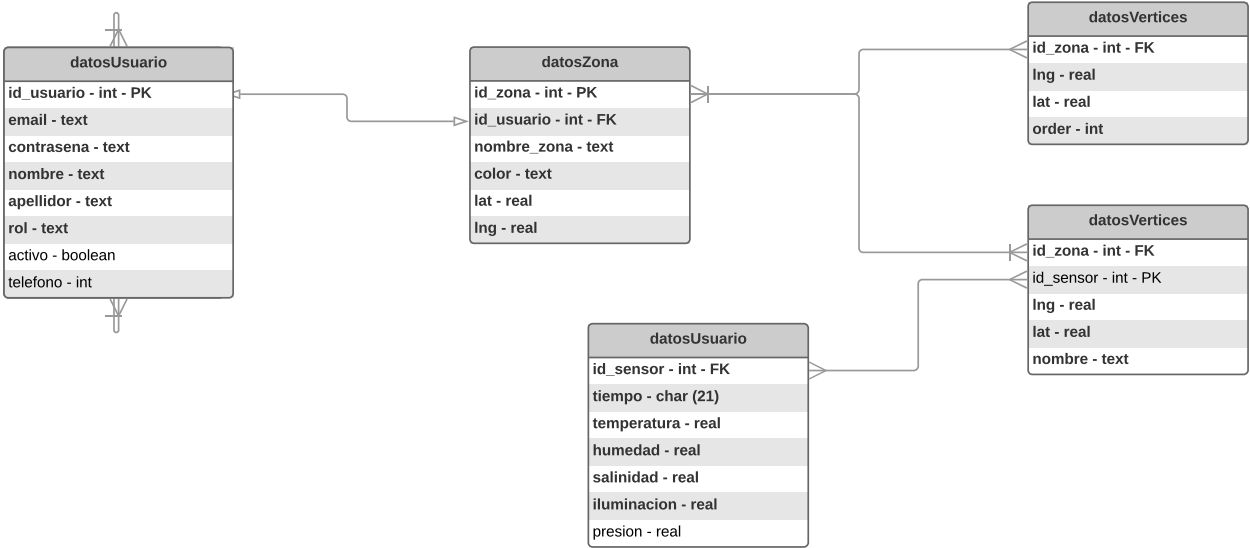 datosUsuario
id_usuario - int - PK
email - text
contrasena - text
nombre - text
apellidor - text
rol - text
activo - boolean
telefono - int
datosZona
id_zona - int - PK
id_usuario - int - FK
nombre_zona - text
color - text
lat - real
lng - real
datosVertices
id_zona - int - FK
lng - real
lat - real
order - int
datosVertices
id_zona - int - FK
id_sensor - int - PK
lng - real
lat - real
nombre - text
datosUsuario
id_sensor - int - FK
tiempo - char (21)
temperatura - real
humedad - real
salinidad - real
iluminacion - real
presion - real